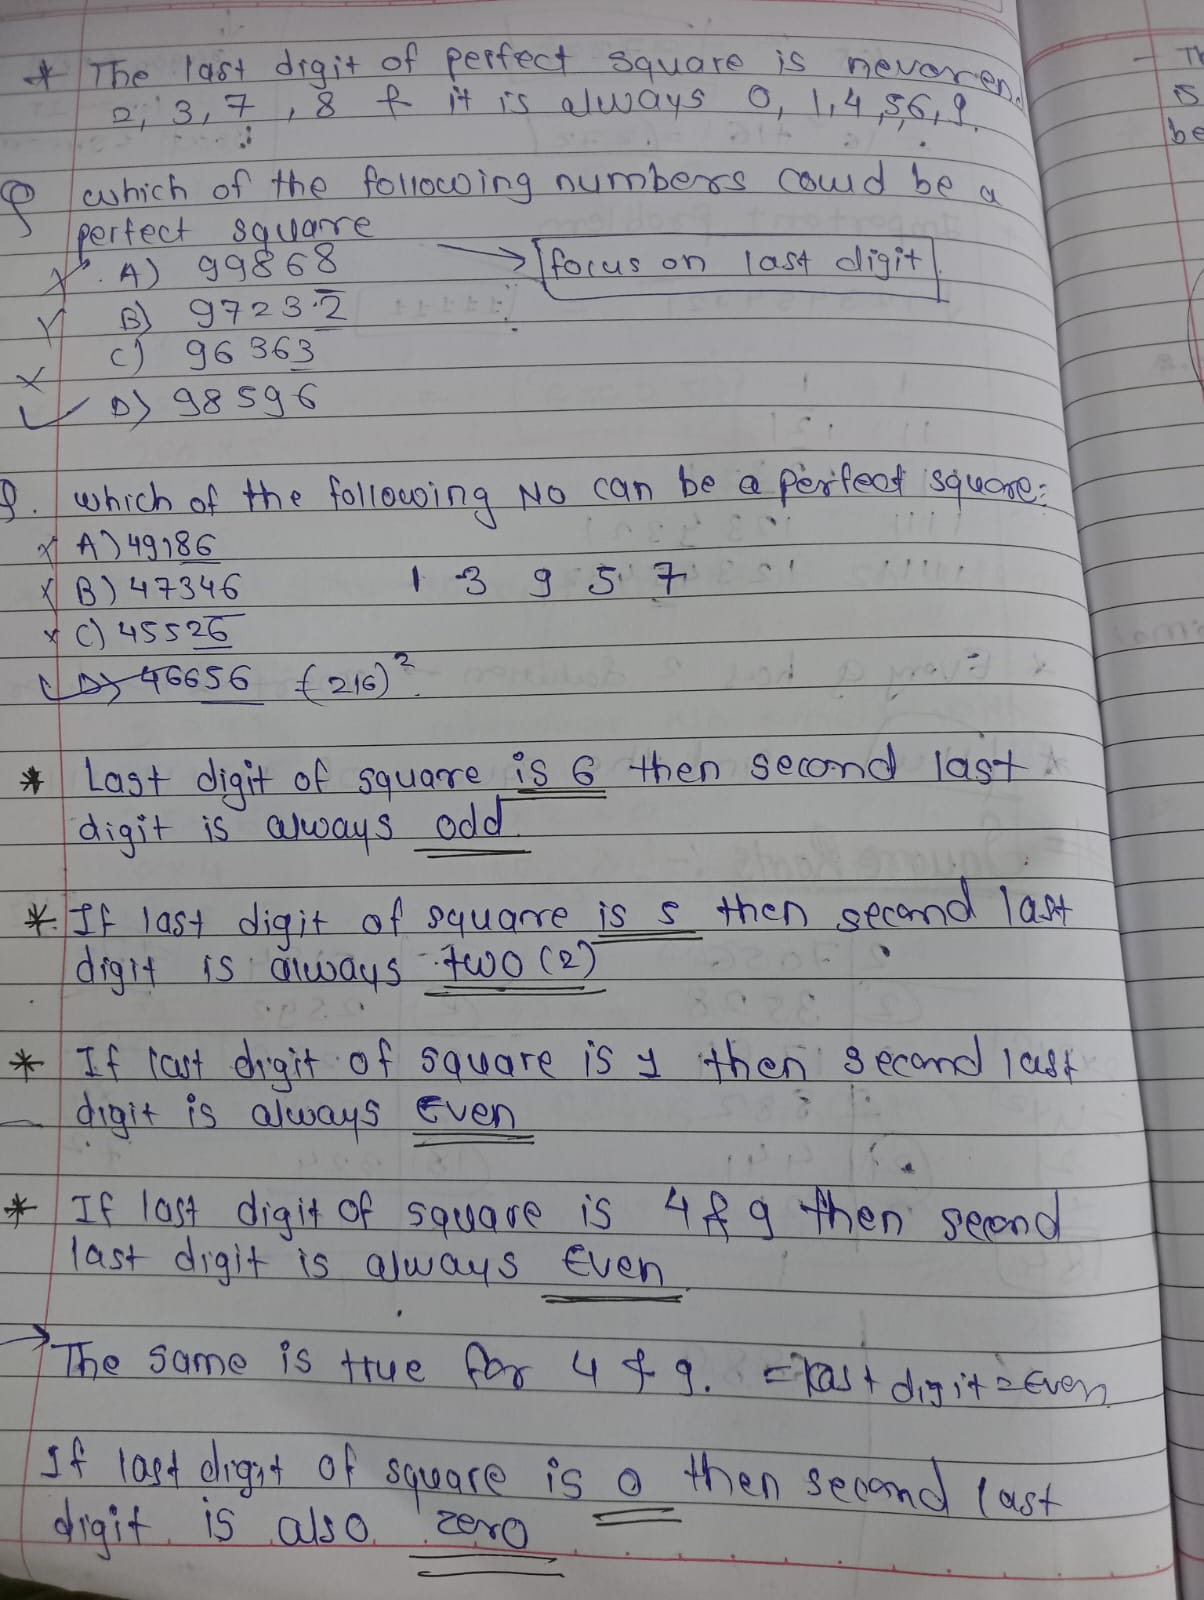 * The last digit of perfect square is never end
2, 3, 7, 8 & it is always 0, 1, 4, 5, 6, 9.
Q which of the following numbers could be a
perfect square
x A) 99868 → focus on last digit
x B) 97232
x C) 96363
✓ D) 98596
Q. which of the following No can be a perfect square:
x A) 49186
x B) 47346 1 3 9 5 7
x C) 45526
✓ D) 46656 (216)²
* Last digit of square is 6 then second last
digit is always odd
* If last digit of square is 5 then second last
digit is always two (2)
* If last digit of square is 1 then second last
digit is always Even
* If last digit of square is 4 & 9 then second
last digit is always Even
→ The same is true for 4 & 9. = last digit = Even
If last digit of square is 0 then second last
digit is also zero
Th
is
be